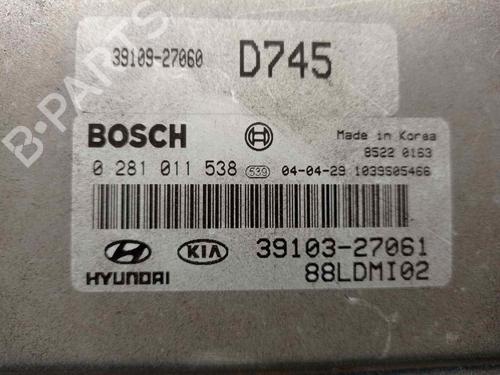 39109-27060 D745
BOSCH
Made in Korea
8522 0163
0 281 011 538 539 04-04-29 1039S05466
HYUNDAI KIA 39103-27061
88LDMI02
B-PARTS